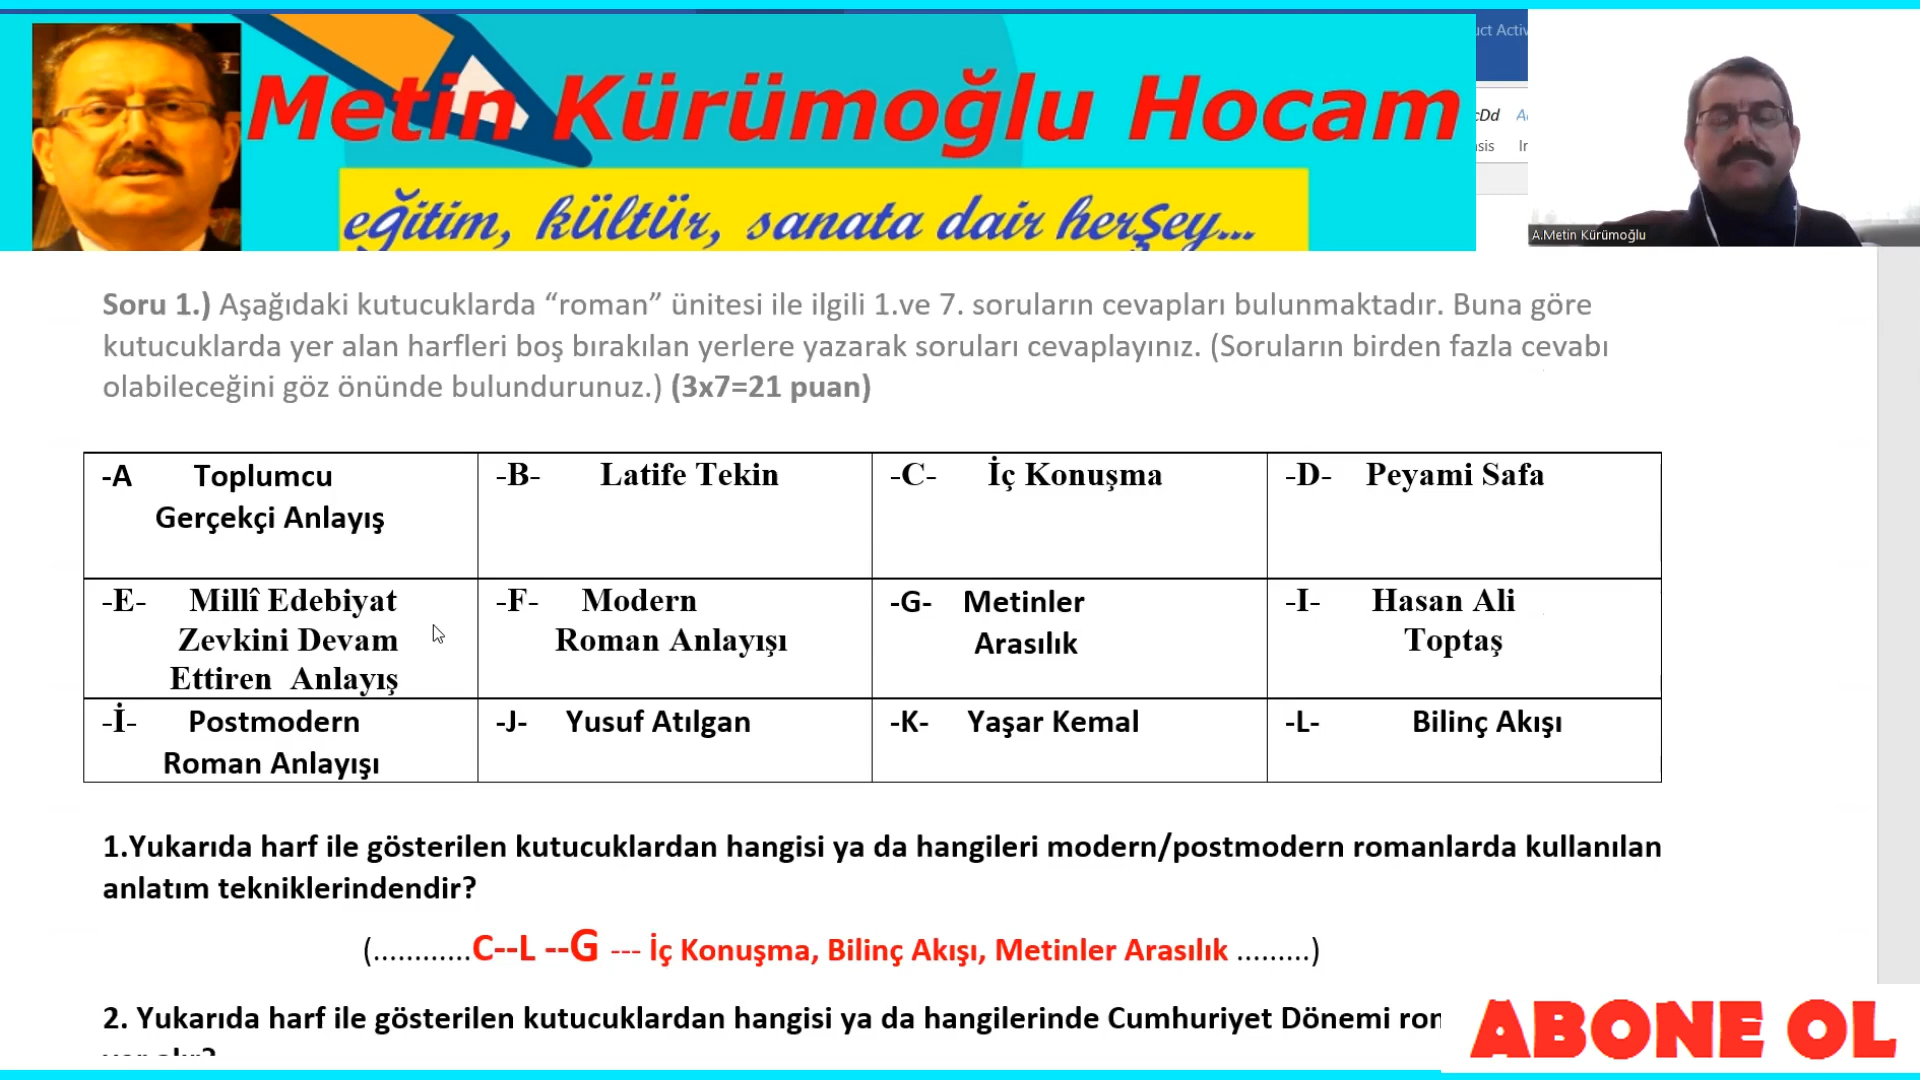 Metin Kürümoğlu Hocam
eğitim, kültür, sanata dair herşey...
A.Metin Kürümoğlu
Soru 1.) Aşağıdaki kutucuklarda “roman” ünitesi ile ilgili 1.ve 7. soruların cevapları bulunmaktadır. Buna göre
kutucuklarda yer alan harfleri boş bırakılan yerlere yazarak soruları cevaplayınız. (Soruların birden fazla cevabı
olabileceğini göz önünde bulundurunuz.) (3x7=21 puan)
-A Toplumcu
Gerçekçi Anlayış
-B- Latife Tekin
-C- İç Konuşma
-D- Peyami Safa
-E- Millî Edebiyat
Zevkini Devam
Ettiren Anlayış
-F- Modern
Roman Anlayışı
-G- Metinler
Arasılık
-I- Hasan Ali
Toptaş
-İ- Postmodern
Roman Anlayışı
-J- Yusuf Atılgan
-K- Yaşar Kemal
-L- Bilinç Akışı
1.Yukarıda harf ile gösterilen kutucuklardan hangisi ya da hangileri modern/postmodern romanlarda kullanılan
anlatım tekniklerindendir?
(............C--L --G --- İç Konuşma, Bilinç Akışı, Metinler Arasılık .........)
2. Yukarıda harf ile gösterilen kutucuklardan hangisi ya da hangilerinde Cumhuriyet Dönemi
ABONE OL